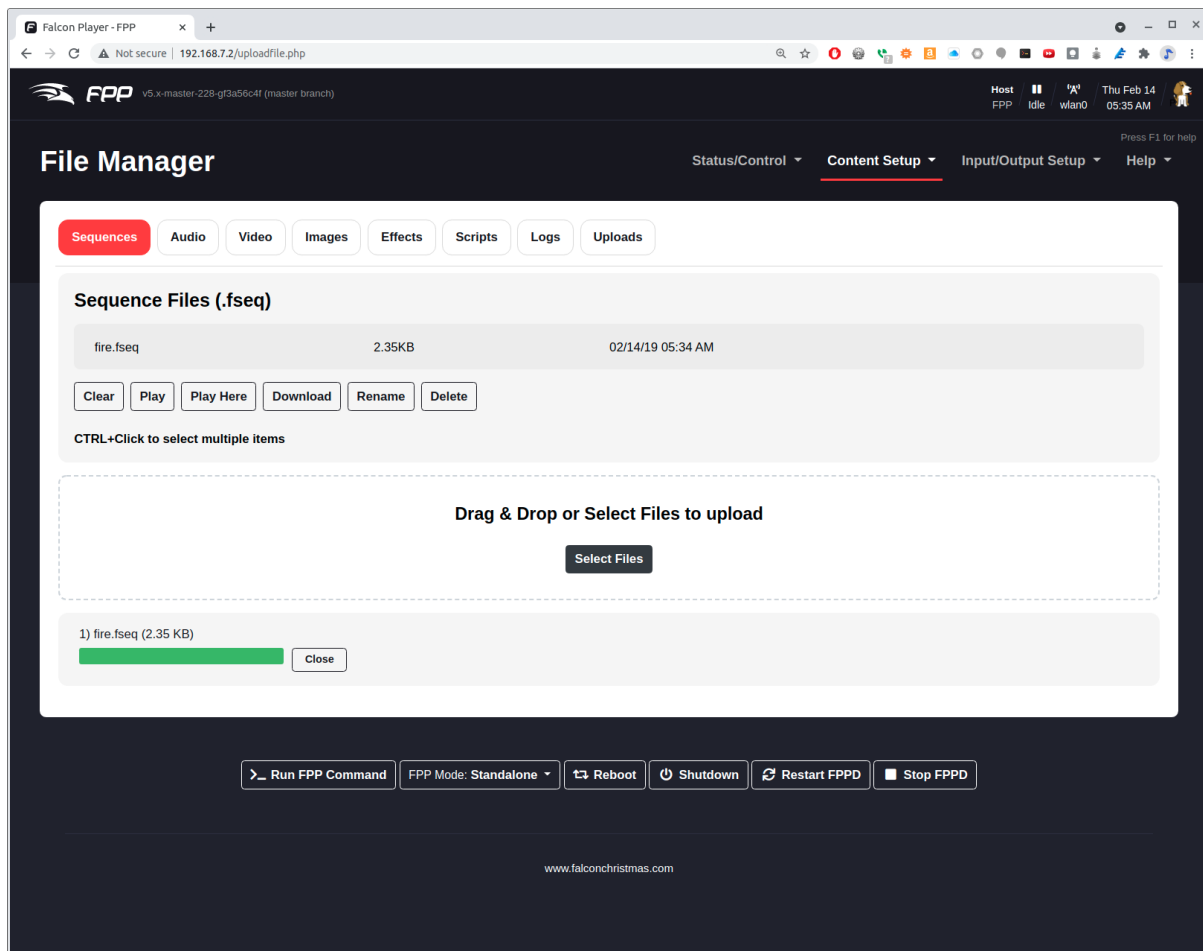 Falcon Player - FPP
Not secure | 192.168.7.2/uploadfile.php
FPP v5.x-master-228-gf3a56c4f (master branch)
Host
FPP
Idle
wlan0
Thu Feb 14
05:35 AM
Press F1 for help
File Manager
Status/Control
Content Setup
Input/Output Setup
Help
Sequences
Audio
Video
Images
Effects
Scripts
Logs
Uploads
Sequence Files (.fseq)
fire.fseq 2.35KB 02/14/19 05:34 AM
Clear
Play
Play Here
Download
Rename
Delete
CTRL+Click to select multiple items
Drag & Drop or Select Files to upload
Select Files
1) fire.fseq (2.35 KB)
Close
Run FPP Command
FPP Mode: Standalone
Reboot
Shutdown
Restart FPPD
Stop FPPD
www.falconchristmas.com